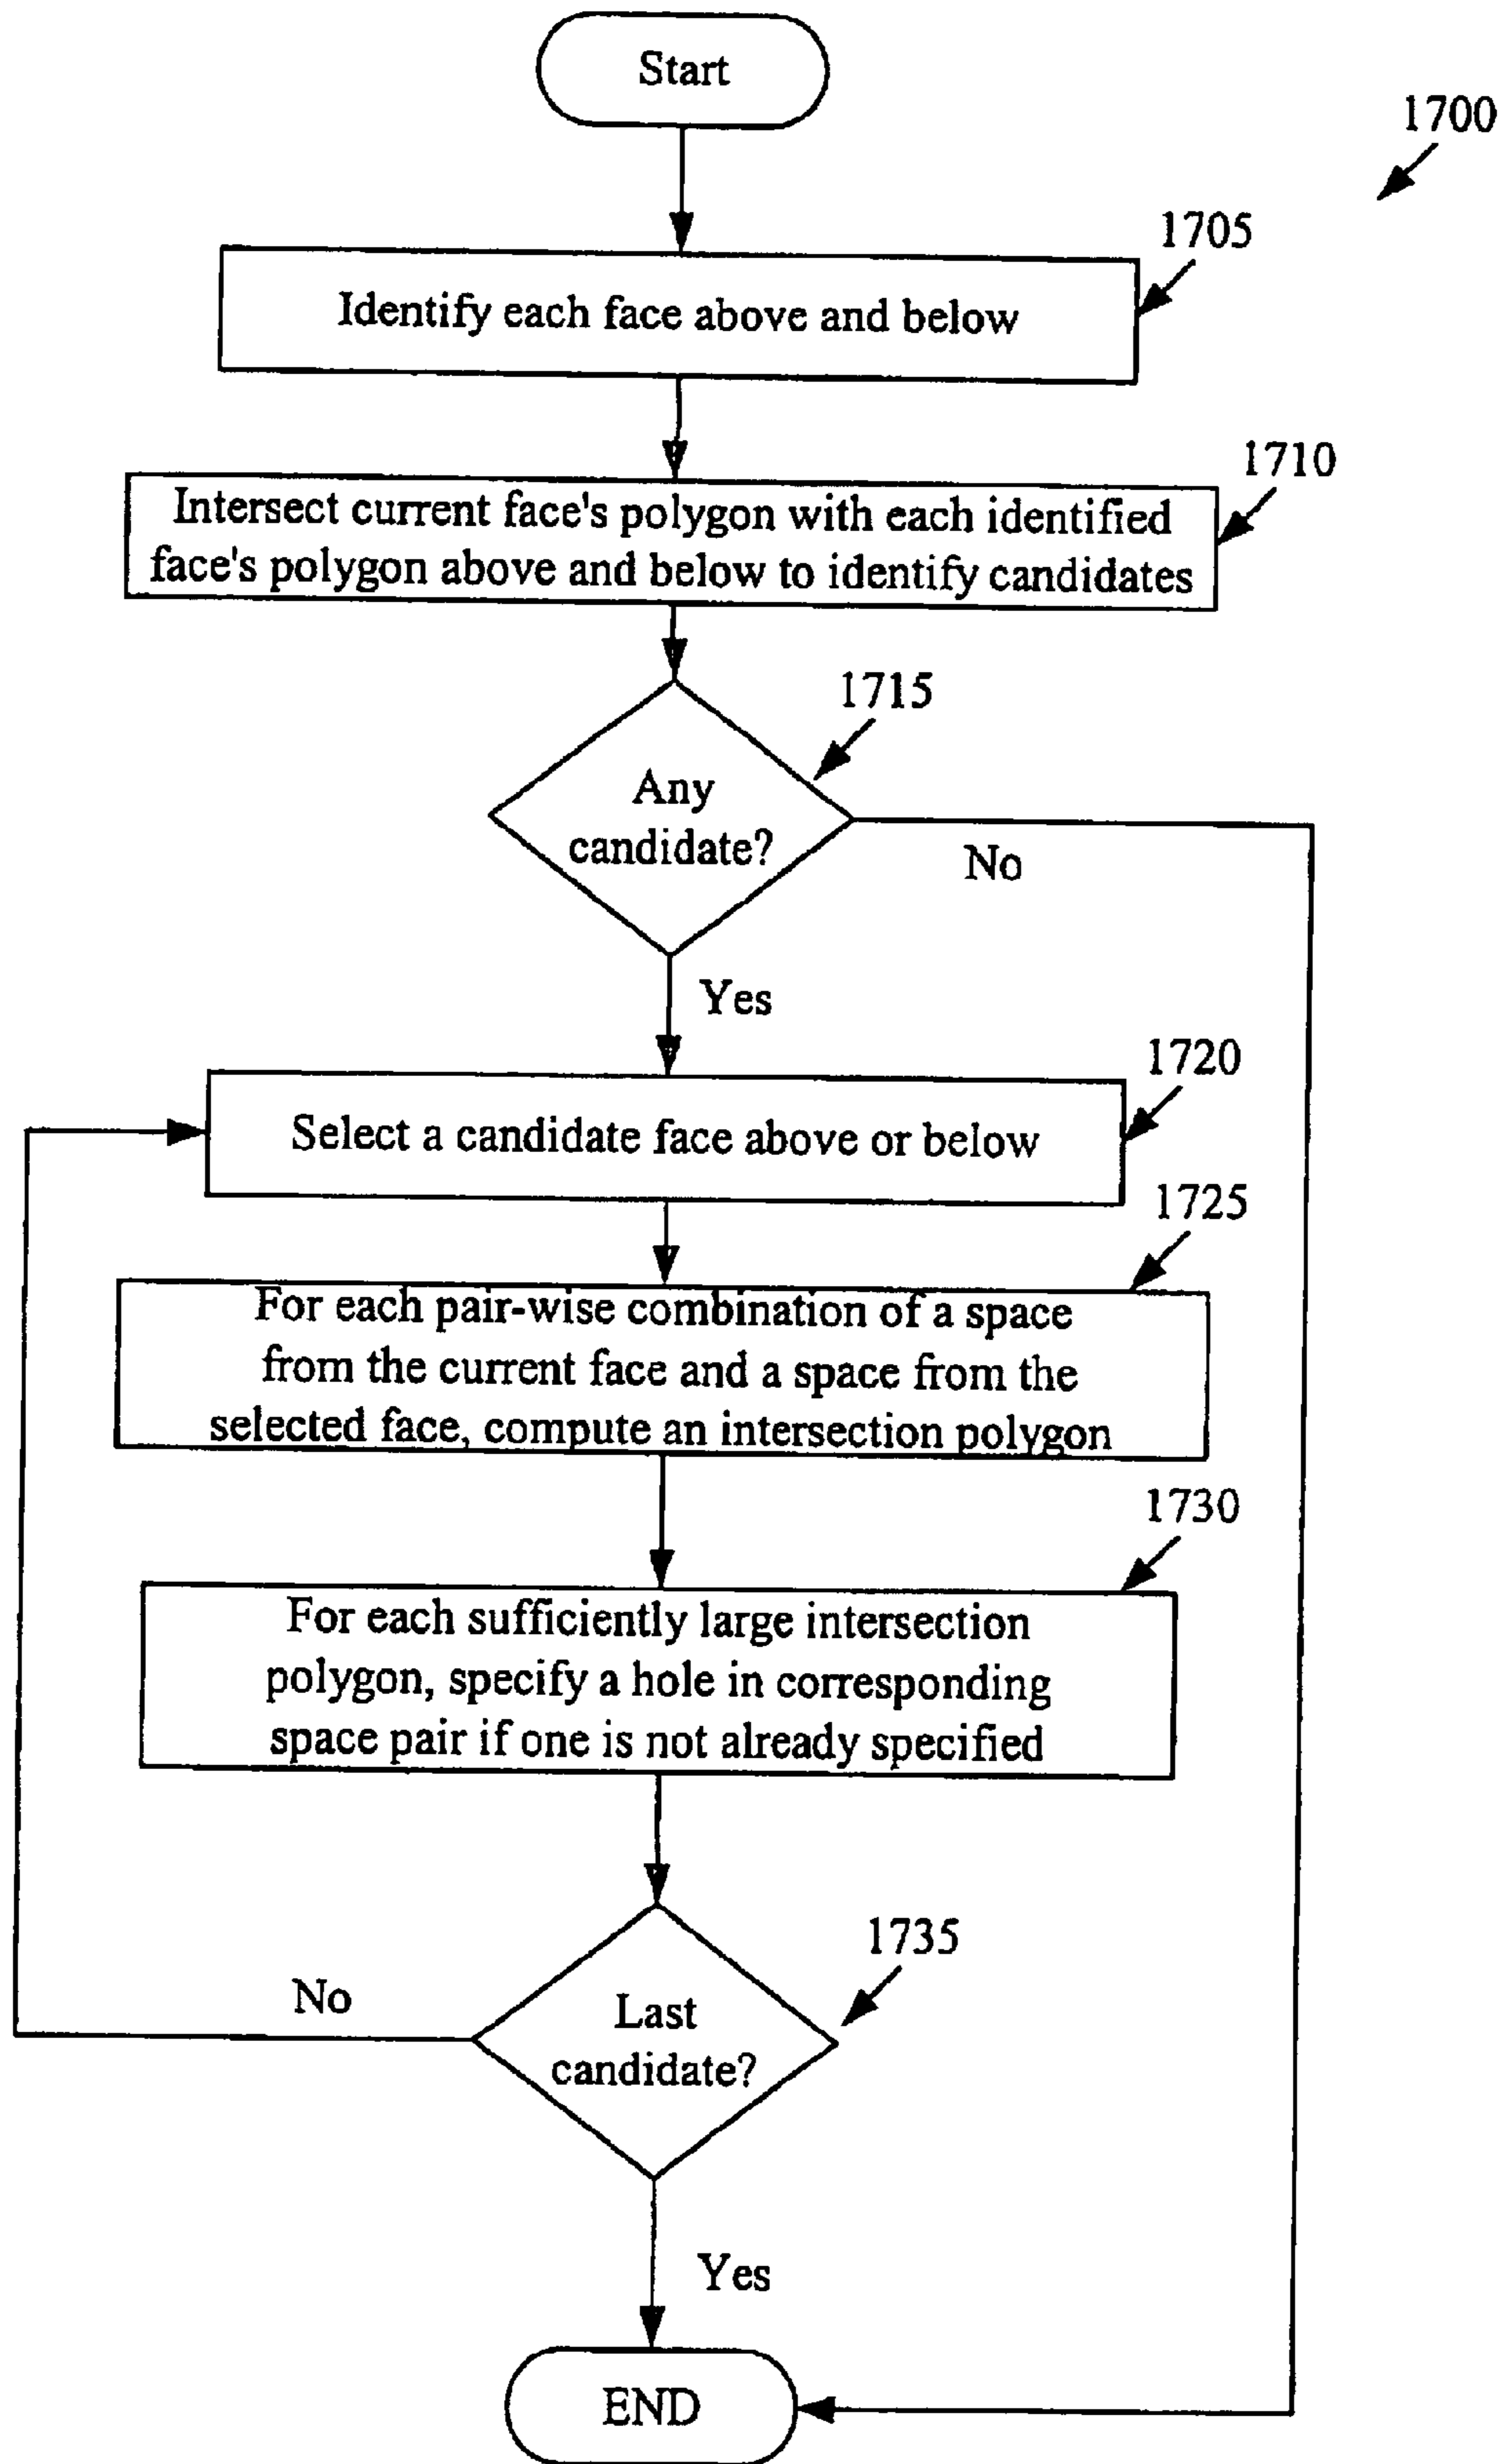 Start
1700
1705
Identify each face above and below
1710
Intersect current face's polygon with each identified
face's polygon above and below to identify candidates
1715
Any
candidate?
No
Yes
1720
Select a candidate face above or below
1725
For each pair-wise combination of a space
from the current face and a space from the
selected face, compute an intersection polygon
1730
For each sufficiently large intersection
polygon, specify a hole in corresponding
space pair if one is not already specified
1735
No
Last
candidate?
Yes
END